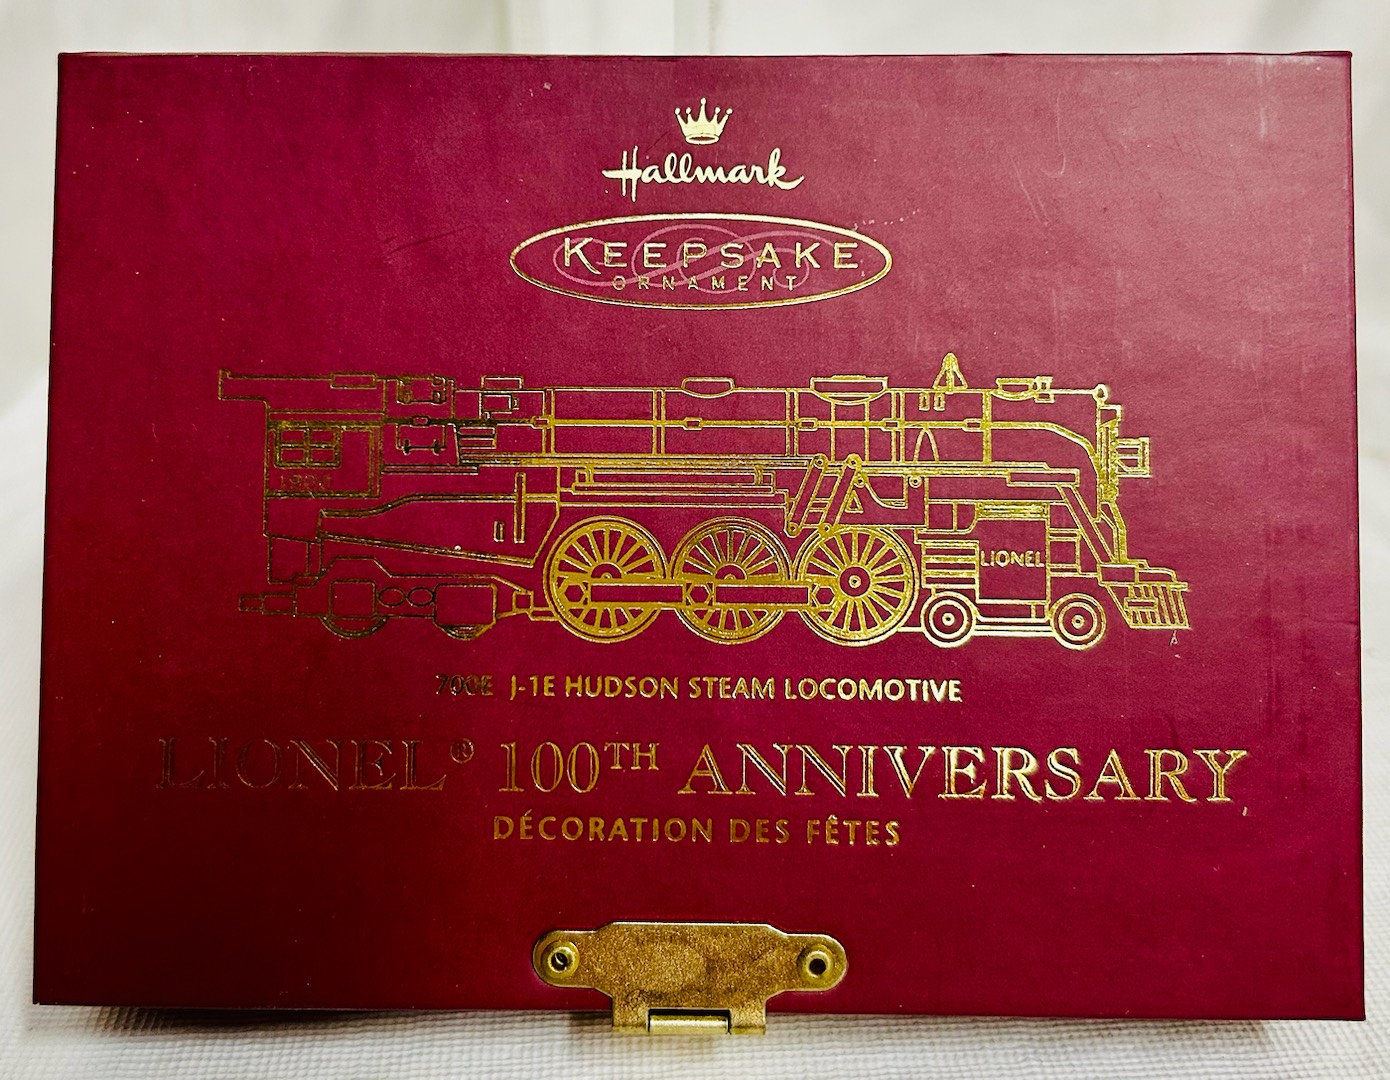 Hallmark
KEEPSAKE
ORNAMENT
LIONEL
700E J-1E HUDSON STEAM LOCOMOTIVE
LIONEL® 100TH ANNIVERSARY
DÉCORATION DES FÊTES